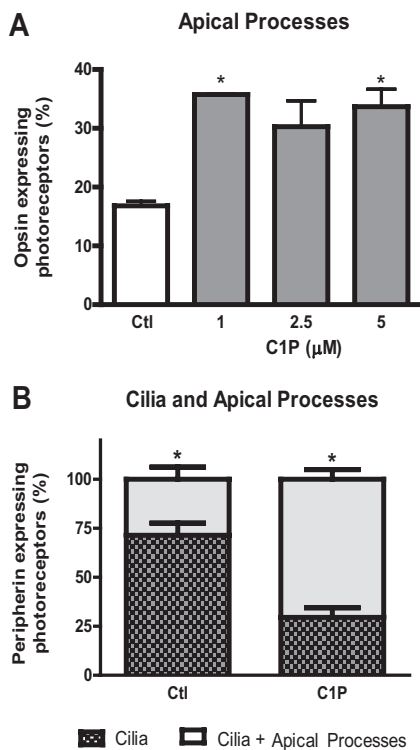 A
Apical Processes
Opsin expressing
photoreceptors (%)
40
30
20
10
0
*
*
Ctl
1
2.5
5
C1P (μM)
B
Cilia and Apical Processes
Peripherin expressing
photoreceptors (%)
100
75
50
25
0
*
*
Ctl
C1P
Cilia
Cilia + Apical Processes